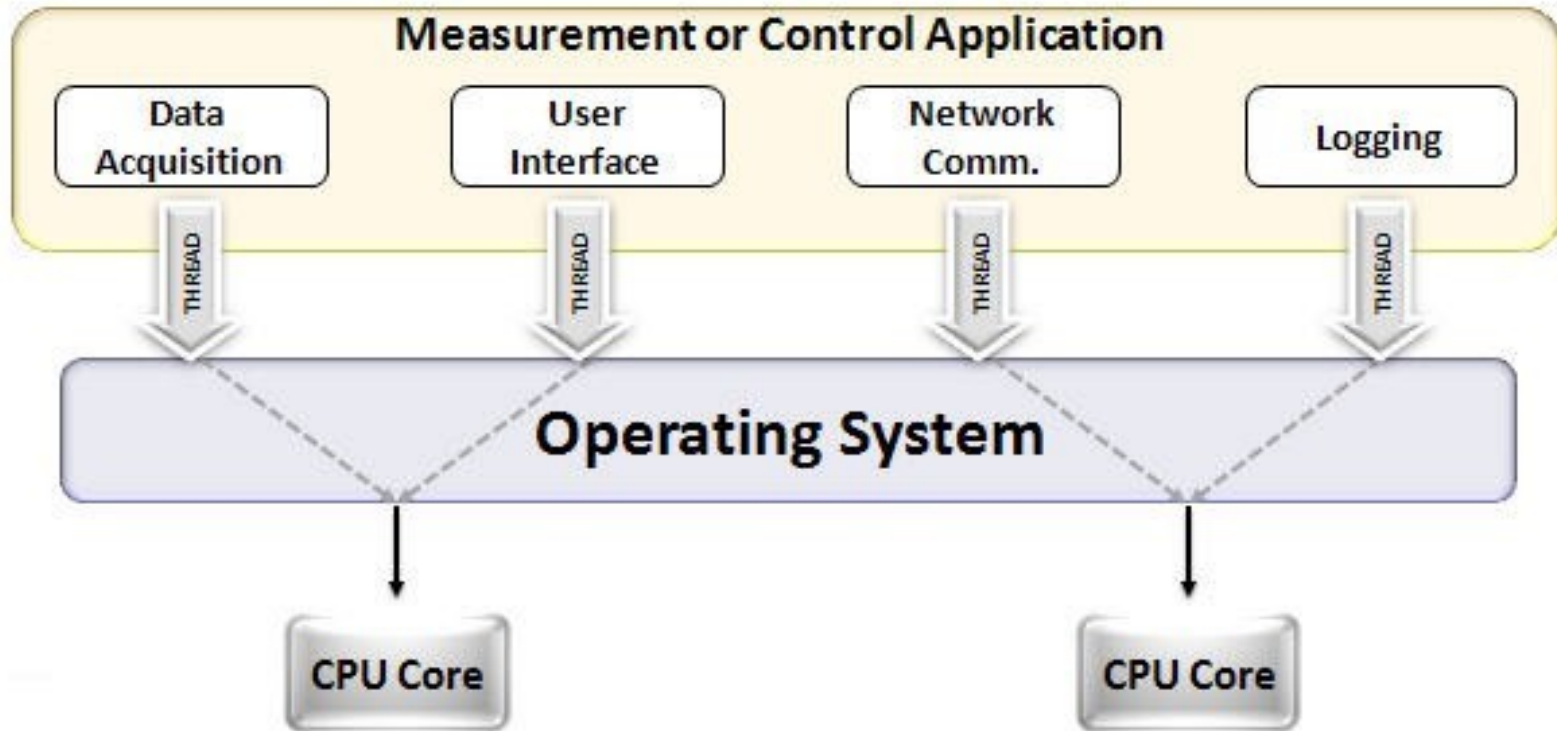 Measurement or Control Application
Data
Acquisition
User
Interface
Network
Comm.
Logging
THREAD
THREAD
THREAD
THREAD
Operating System
CPU Core
CPU Core